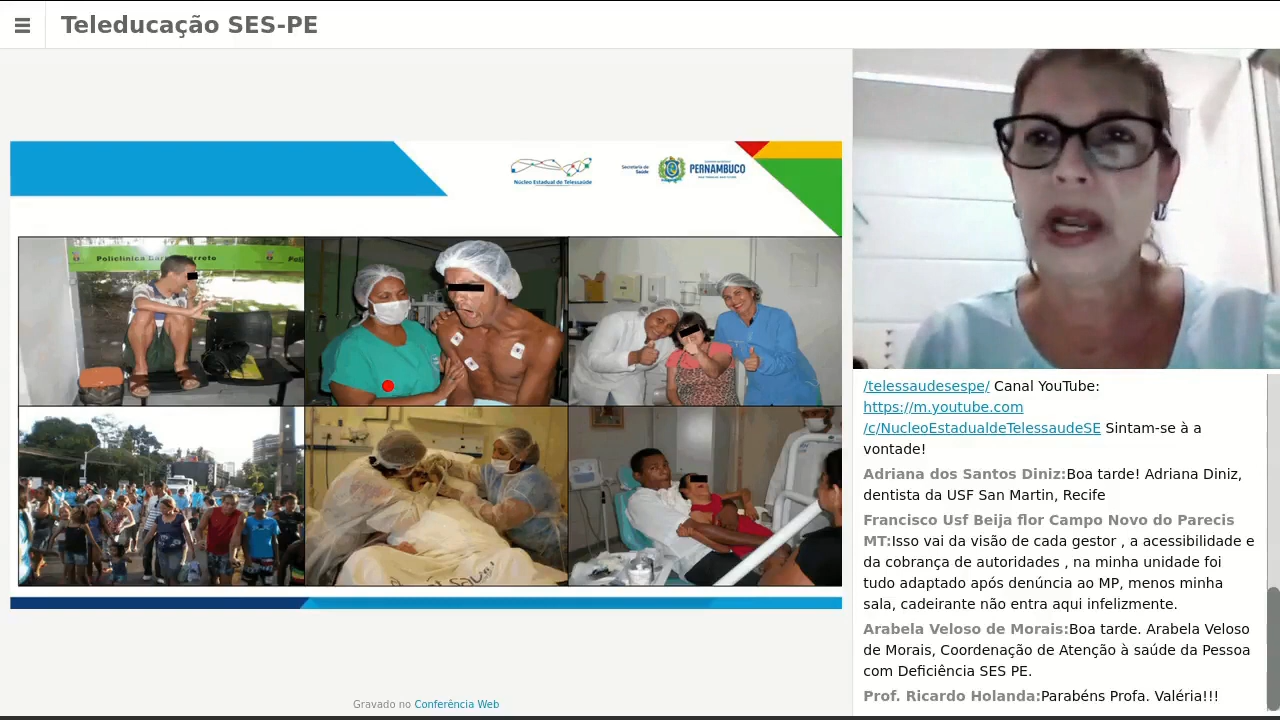 Teleducação SES-PE
Núcleo Estadual de Telessaúde
Secretaria de
Saúde
PERNAMBUCO
Policlínica
/telessaudesespe/ Canal YouTube:
https://m.youtube.com
/c/NucleoEstadualdeTelessaudeSE Sintam-se à a
vontade!
Adriana dos Santos Diniz:Boa tarde! Adriana Diniz,
dentista da USF San Martin, Recife
Francisco Usf Beija flor Campo Novo do Parecis
MT:Isso vai da visão de cada gestor , a acessibilidade e
da cobrança de autoridades , na minha unidade foi
tudo adaptado após denúncia ao MP, menos minha
sala, cadeirante não entra aqui infelizmente.
Arabela Veloso de Morais:Boa tarde. Arabela Veloso
de Morais, Coordenação de Atenção à saúde da Pessoa
com Deficiência SES PE.
Prof. Ricardo Holanda:Parabéns Profa. Valéria!!!
Gravado no Conferência Web